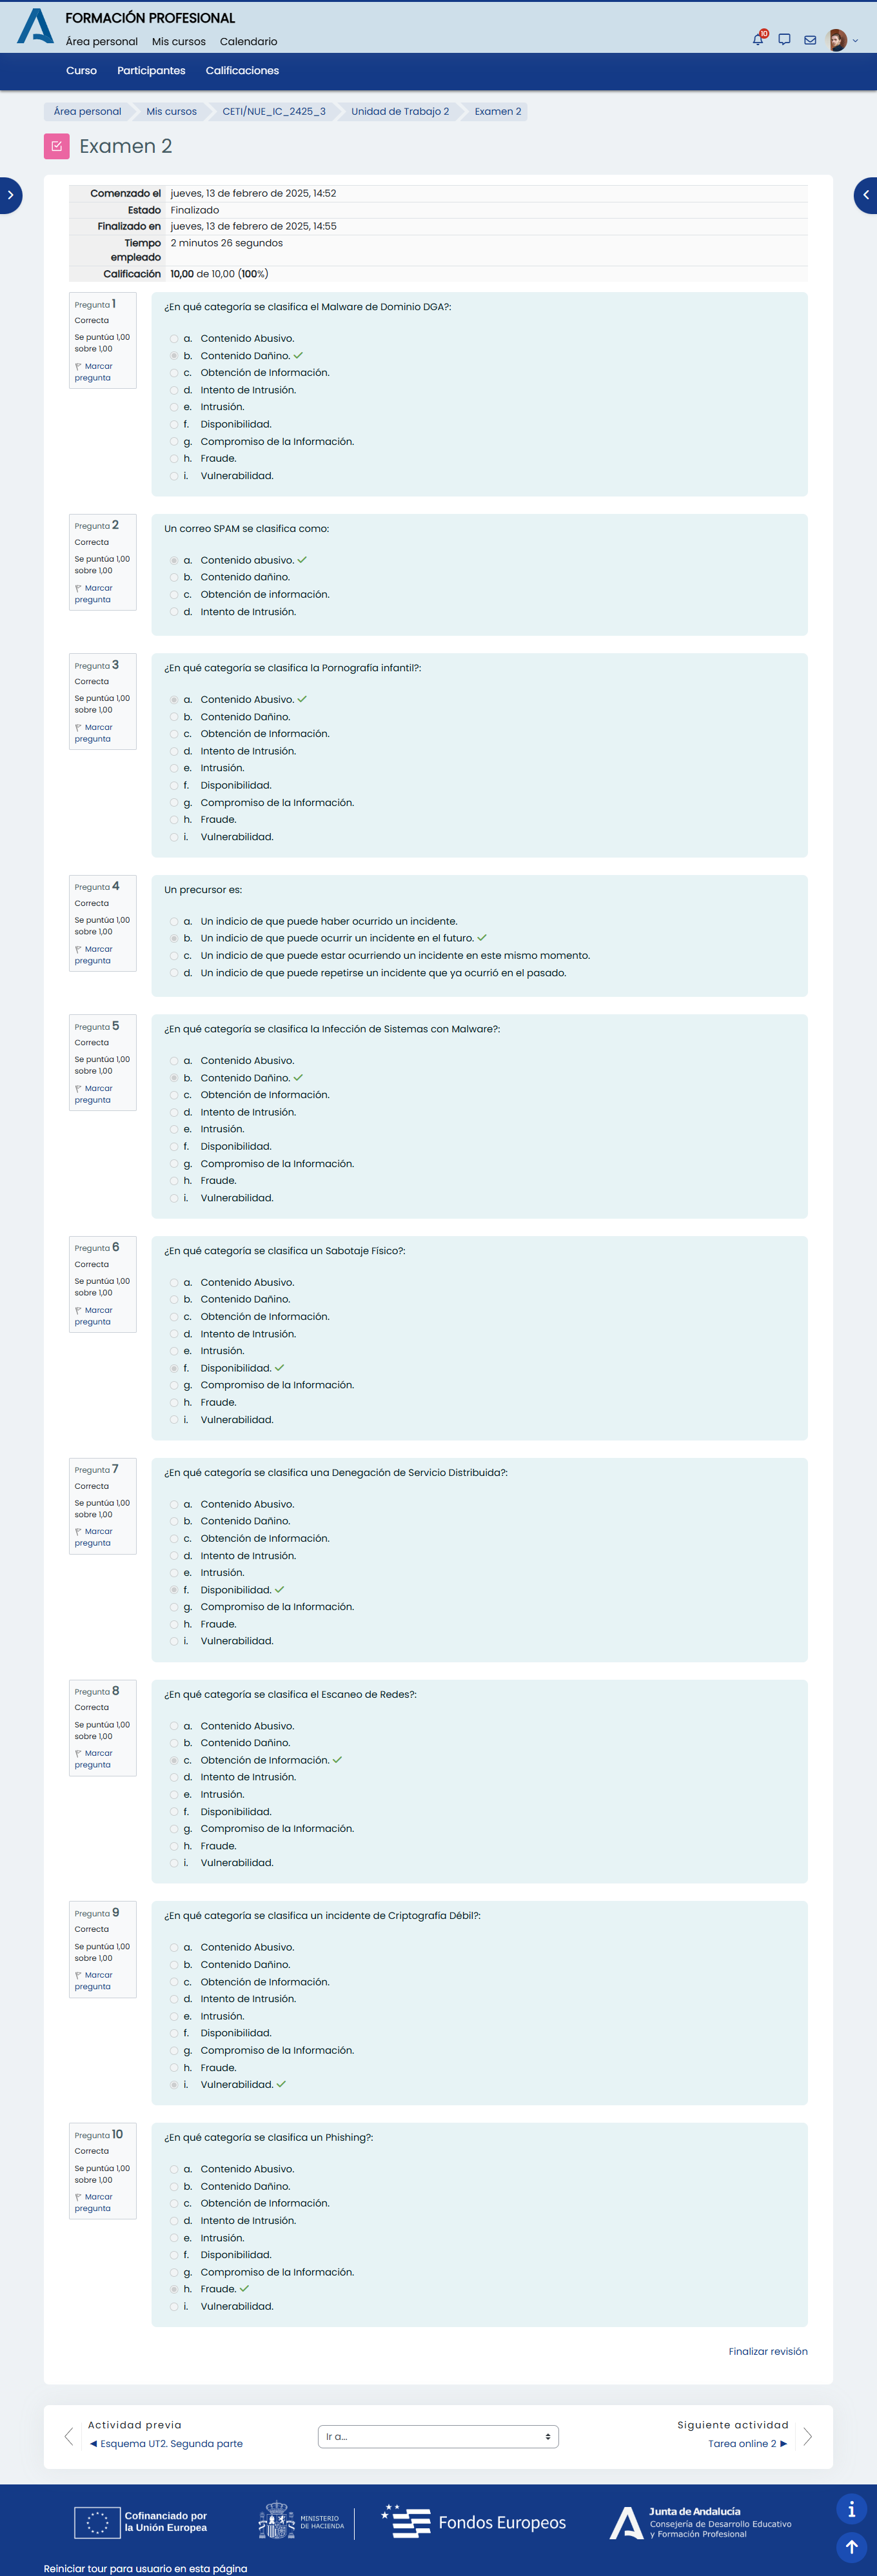 FORMACIÓN PROFESIONAL
Área personal Mis cursos Calendario
10
Curso Participantes Calificaciones
Área personal Mis cursos CETI/NUE_IC_2425_3 Unidad de Trabajo 2 Examen 2
Examen 2
Comenzado el jueves, 13 de febrero de 2025, 14:52
Estado Finalizado
Finalizado en jueves, 13 de febrero de 2025, 14:55
Tiempo empleado 2 minutos 26 segundos
Calificación 10,00 de 10,00 (100%)
Pregunta 1
Correcta
Se puntúa 1,00
sobre 1,00
Marcar
pregunta
¿En qué categoría se clasifica el Malware de Dominio DGA?:
a. Contenido Abusivo.
b. Contenido Dañino.
c. Obtención de Información.
d. Intento de Intrusión.
e. Intrusión.
f. Disponibilidad.
g. Compromiso de la Información.
h. Fraude.
i. Vulnerabilidad.
Pregunta 2
Correcta
Se puntúa 1,00
sobre 1,00
Marcar
pregunta
Un correo SPAM se clasifica como:
a. Contenido abusivo.
b. Contenido dañino.
c. Obtención de información.
d. Intento de Intrusión.
Pregunta 3
Correcta
Se puntúa 1,00
sobre 1,00
Marcar
pregunta
¿En qué categoría se clasifica la Pornografía infantil?:
a. Contenido Abusivo.
b. Contenido Dañino.
c. Obtención de Información.
d. Intento de Intrusión.
e. Intrusión.
f. Disponibilidad.
g. Compromiso de la Información.
h. Fraude.
i. Vulnerabilidad.
Pregunta 4
Correcta
Se puntúa 1,00
sobre 1,00
Marcar
pregunta
Un precursor es:
a. Un indicio de que puede haber ocurrido un incidente.
b. Un indicio de que puede ocurrir un incidente en el futuro.
c. Un indicio de que puede estar ocurriendo un incidente en este mismo momento.
d. Un indicio de que puede repetirse un incidente que ya ocurrió en el pasado.
Pregunta 5
Correcta
Se puntúa 1,00
sobre 1,00
Marcar
pregunta
¿En qué categoría se clasifica la Infección de Sistemas con Malware?:
a. Contenido Abusivo.
b. Contenido Dañino.
c. Obtención de Información.
d. Intento de Intrusión.
e. Intrusión.
f. Disponibilidad.
g. Compromiso de la Información.
h. Fraude.
i. Vulnerabilidad.
Pregunta 6
Correcta
Se puntúa 1,00
sobre 1,00
Marcar
pregunta
¿En qué categoría se clasifica un Sabotaje Físico?:
a. Contenido Abusivo.
b. Contenido Dañino.
c. Obtención de Información.
d. Intento de Intrusión.
e. Intrusión.
f. Disponibilidad.
g. Compromiso de la Información.
h. Fraude.
i. Vulnerabilidad.
Pregunta 7
Correcta
Se puntúa 1,00
sobre 1,00
Marcar
pregunta
¿En qué categoría se clasifica una Denegación de Servicio Distribuida?:
a. Contenido Abusivo.
b. Contenido Dañino.
c. Obtención de Información.
d. Intento de Intrusión.
e. Intrusión.
f. Disponibilidad.
g. Compromiso de la Información.
h. Fraude.
i. Vulnerabilidad.
Pregunta 8
Correcta
Se puntúa 1,00
sobre 1,00
Marcar
pregunta
¿En qué categoría se clasifica el Escaneo de Redes?:
a. Contenido Abusivo.
b. Contenido Dañino.
c. Obtención de Información.
d. Intento de Intrusión.
e. Intrusión.
f. Disponibilidad.
g. Compromiso de la Información.
h. Fraude.
i. Vulnerabilidad.
Pregunta 9
Correcta
Se puntúa 1,00
sobre 1,00
Marcar
pregunta
¿En qué categoría se clasifica un incidente de Criptografía Débil?:
a. Contenido Abusivo.
b. Contenido Dañino.
c. Obtención de Información.
d. Intento de Intrusión.
e. Intrusión.
f. Disponibilidad.
g. Compromiso de la Información.
h. Fraude.
i. Vulnerabilidad.
Pregunta 10
Correcta
Se puntúa 1,00
sobre 1,00
Marcar
pregunta
¿En qué categoría se clasifica un Phishing?:
a. Contenido Abusivo.
b. Contenido Dañino.
c. Obtención de Información.
d. Intento de Intrusión.
e. Intrusión.
f. Disponibilidad.
g. Compromiso de la Información.
h. Fraude.
i. Vulnerabilidad.
Finalizar revisión
Actividad previa
◄ Esquema UT2. Segunda parte
Ir a...
Siguiente actividad
Tarea online 2 ►
Cofinanciado por
la Unión Europea
MINISTERIO
DE HACIENDA
Fondos Europeos
Junta de Andalucía
Consejería de Desarrollo Educativo
y Formación Profesional
Reiniciar tour para usuario en esta página